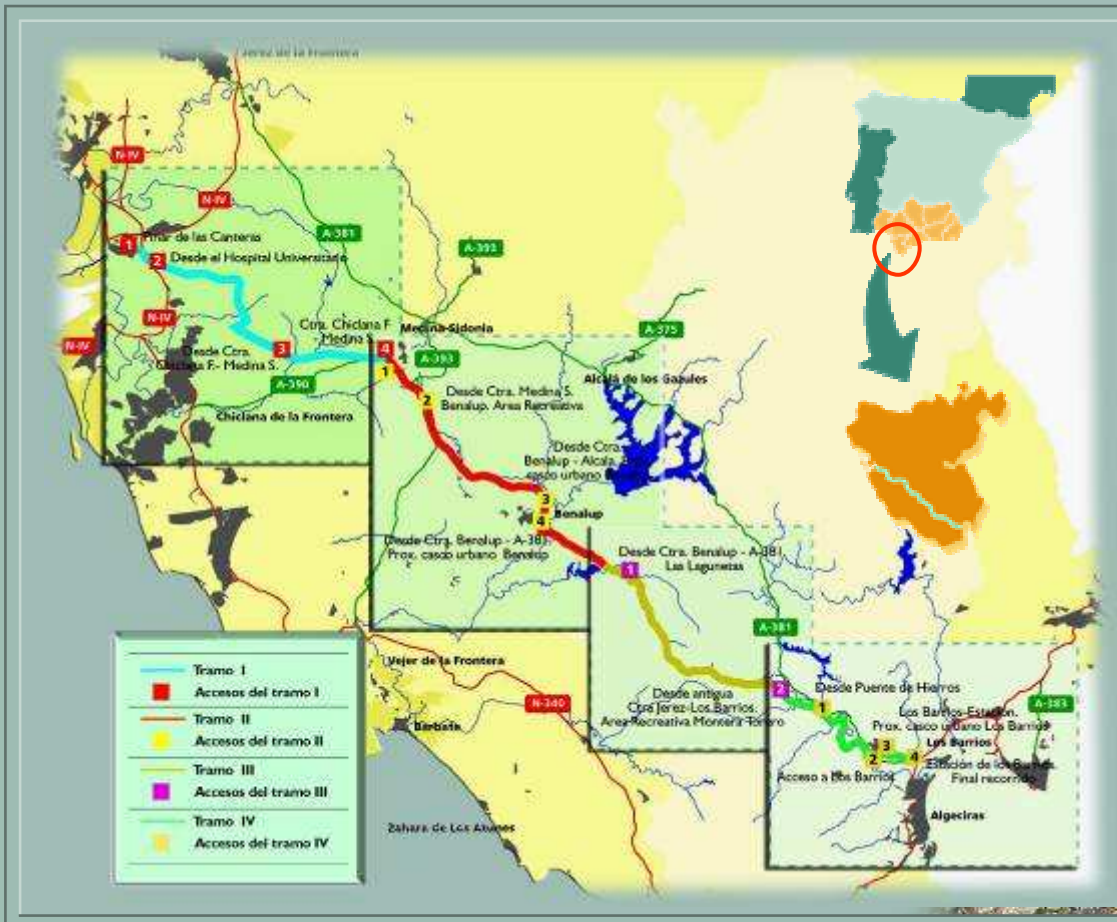 Jerez de la Frontera
N-IV
N-IV
A-381
A-393
1
Pinar de las Canteras
2
Desde el Hospital Universitario
N-IV
N-IV
3
Desde Ctra.
Chiclana F.- Medina S.
Ctra. Chiclana F
- Medina S
4
Medina-Sidonia
A-375
A-393
1
A-390
Chiclana de la Frontera
2
Desde Ctra. Medina S.
Benalup. Area Recreativa
Alcalá de los Gazules
Desde Ctra.
Benalup - Alcala.
casco urbano
3
4
Benalup
Desde Ctra. Benalup - A-381.
Prox. casco urbano Benalup
Desde Ctra. Benalup - A-381
Las Lagunetas
1
A-381
Vejer de la Frontera
N-340
Barbate
Desde antigua
Ctra Jerez-Los Barrios.
Area Recreativa Montera Torero
2
Desde Puente de Hierros
1
A-383
Los Barrios-Estacion.
Prox. casco urbano Los Barrios
3
Los Barrios
2
4
Estación de los Barrios.
Final recorrido
Acceso a Los Barrios
Algeciras
Zahara de Los Atunes
Tramo I
Accesos del tramo I
Tramo II
Accesos del tramo II
Tramo III
Accesos del tramo III
Tramo IV
Accesos del tramo IV